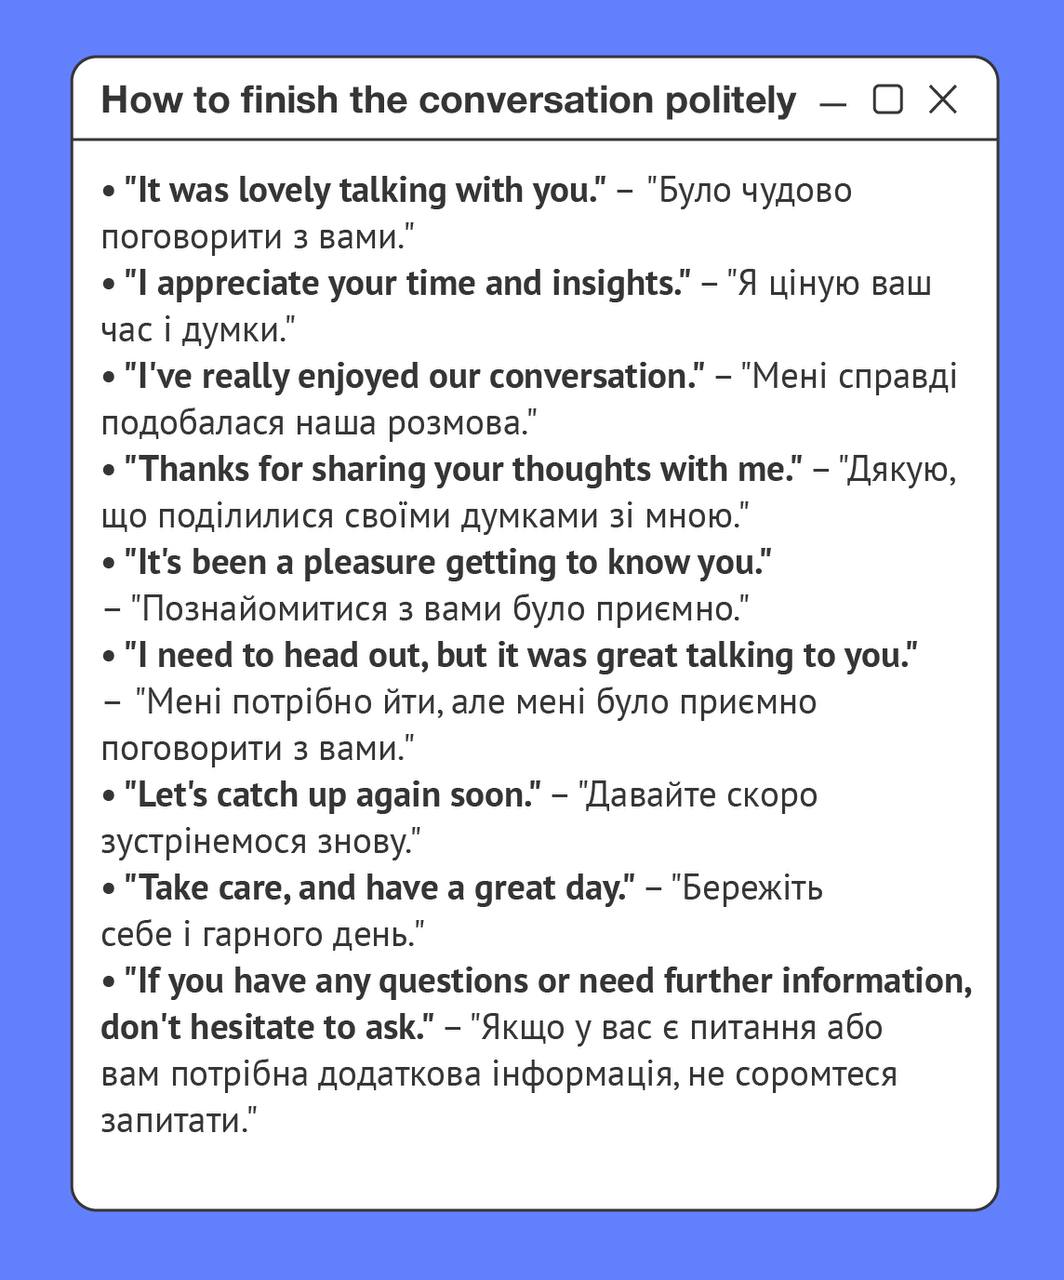 How to finish the conversation politely
• "It was lovely talking with you." – "Було чудово
поговорити з вами."
• "I appreciate your time and insights." – "Я ціную ваш
час і думки."
• "I've really enjoyed our conversation." – "Мені справді
подобалася наша розмова."
• "Thanks for sharing your thoughts with me." – "Дякую,
що поділилися своїми думками зі мною."
• "It's been a pleasure getting to know you."
– "Познайомитися з вами було приємно."
• "I need to head out, but it was great talking to you."
– "Мені потрібно йти, але мені було приємно
поговорити з вами."
• "Let's catch up again soon." – "Давайте скоро
зустрінемося знову."
• "Take care, and have a great day." – "Бережіть
себе і гарного день."
• "If you have any questions or need further information,
don't hesitate to ask." – "Якщо у вас є питання або
вам потрібна додаткова інформація, не соромтеся
запитати."